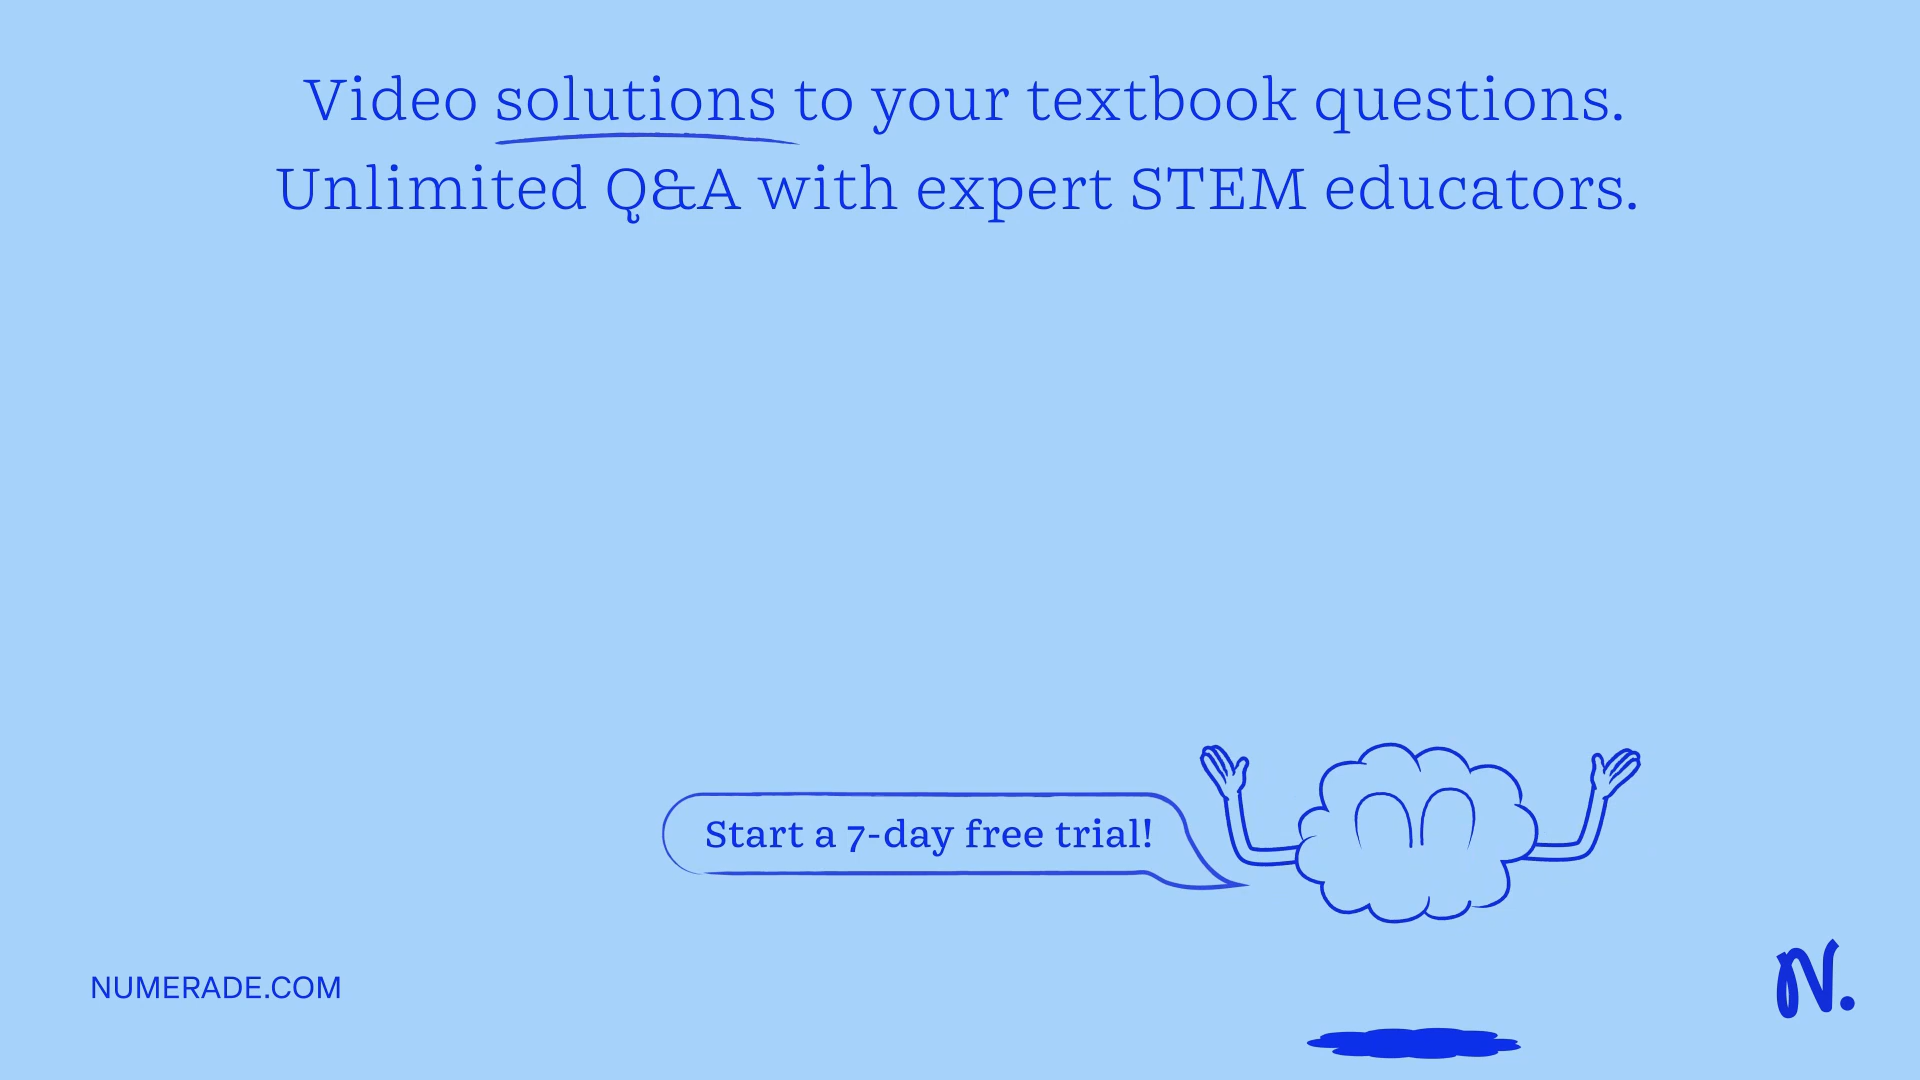 Video solutions to your textbook questions.
Unlimited Q&A with expert STEM educators.
Start a 7-day free trial!
NUMERADE.COM
N.